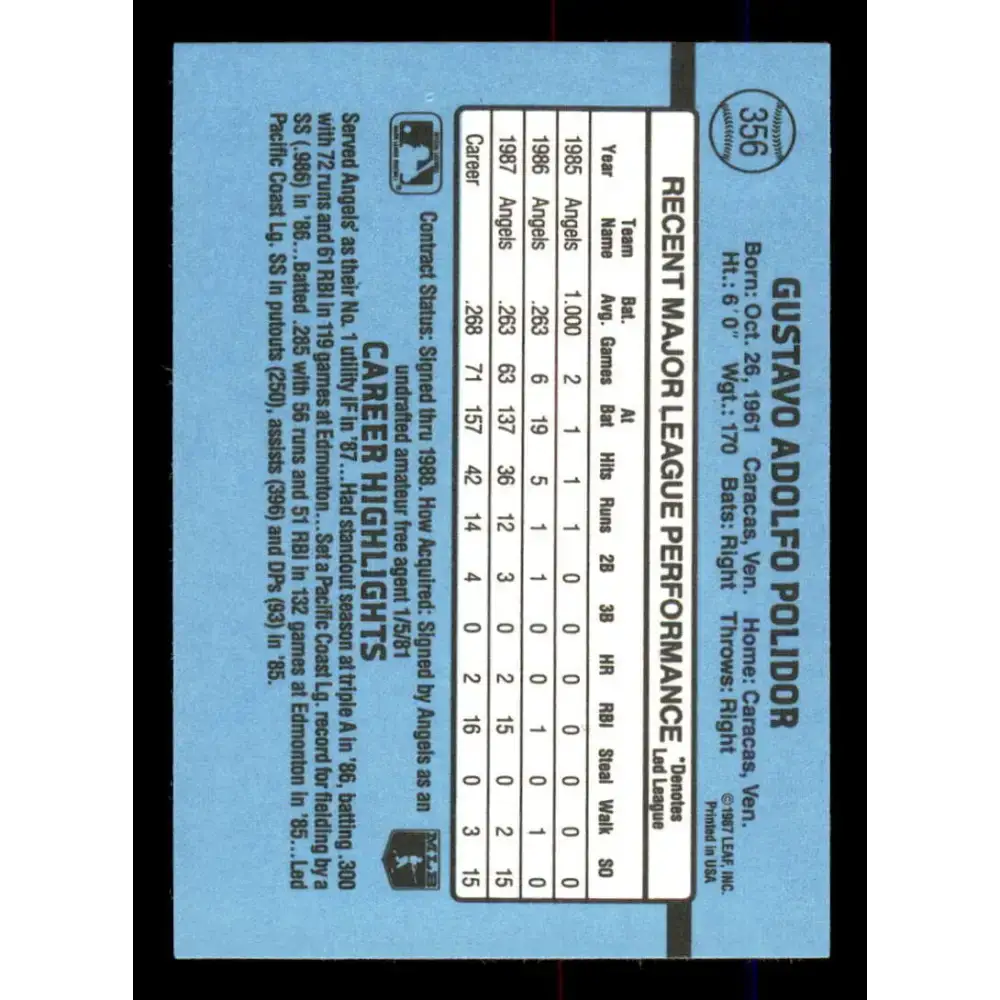 356
GUSTAVO ADOLFO POLIDOR
Born: Oct. 26, 1961 Caracas, Ven. Home: Caracas, Ven.
Ht.: 6'0" Wgt.: 170 Bats: Right Throws: Right
©1987 LEAF, INC.
Printed in USA
RECENT MAJOR LEAGUE PERFORMANCE *Denotes
Led League
Team Bat. At
Year Name Avg. Games Bat Hits Runs 2B 3B HR RBI Steal Walk SO
1985 Angels 1.000 2 1 1 1 0 0 0 0 0 0 0
1986 Angels .263 6 19 5 1 1 0 0 1 0 1 0
1987 Angels .263 63 137 36 12 3 0 2 15 0 2 15
Career .268 71 157 42 14 4 0 2 16 0 3 15
Contract Status: Signed thru 1988. How Acquired: Signed by Angels as an
undrafted amateur free agent 1/5/81
MLB
CAREER HIGHLIGHTS
Served Angels' as their No. 1 utility IF in '87...Had standout season at triple A in '86, batting .300
with 72 runs and 61 RBI in 119 games at Edmonton...Set a Pacific Coast Lg. record for fielding by a
SS (.986) in '86...Batted .285 with 56 runs and 51 RBI in 132 games at Edmonton in '85...Led
Pacific Coast Lg. SS in putouts (250), assists (396) and DPs (93) in '85.